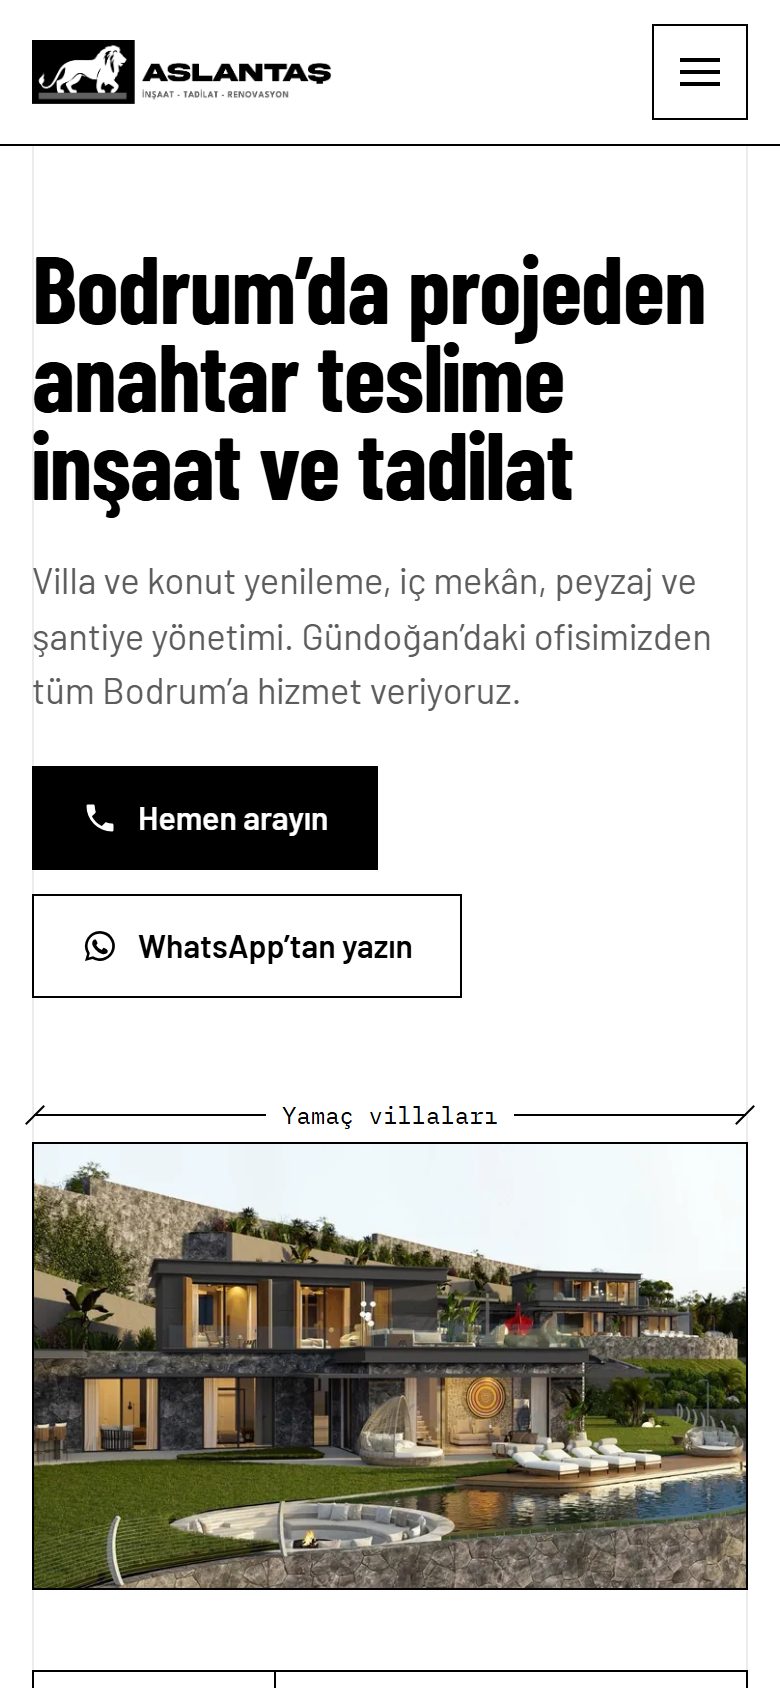 ASLANTAŞ
İNŞAAT - TADİLAT - RENOVASYON
Bodrum’da projeden
anahtar teslime
inşaat ve tadilat
Villa ve konut yenileme, iç mekân, peyzaj ve
şantiye yönetimi. Gündoğan’daki ofisimizden
tüm Bodrum’a hizmet veriyoruz.
Hemen arayın
WhatsApp’tan yazın
Yamaç villaları